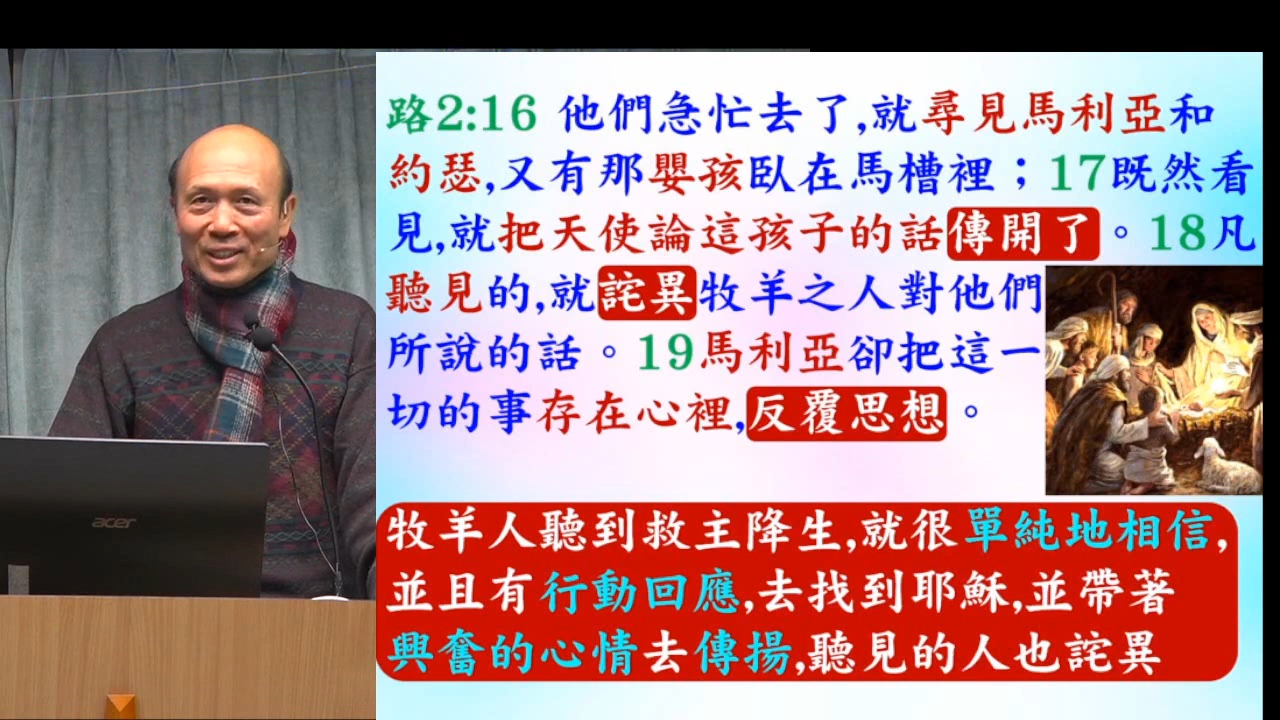 路2:16 他們急忙去了,就尋見馬利亞和
約瑟,又有那嬰孩臥在馬槽裡；17既然看
見,就把天使論這孩子的話傳開了。18凡
聽見的,就詫異牧羊之人對他們
所說的話。19馬利亞卻把這一
切的事存在心裡,反覆思想。
牧羊人聽到救主降生,就很單純地相信,
並且有行動回應,去找到耶穌,並帶著
興奮的心情去傳揚,聽見的人也詫異
acer